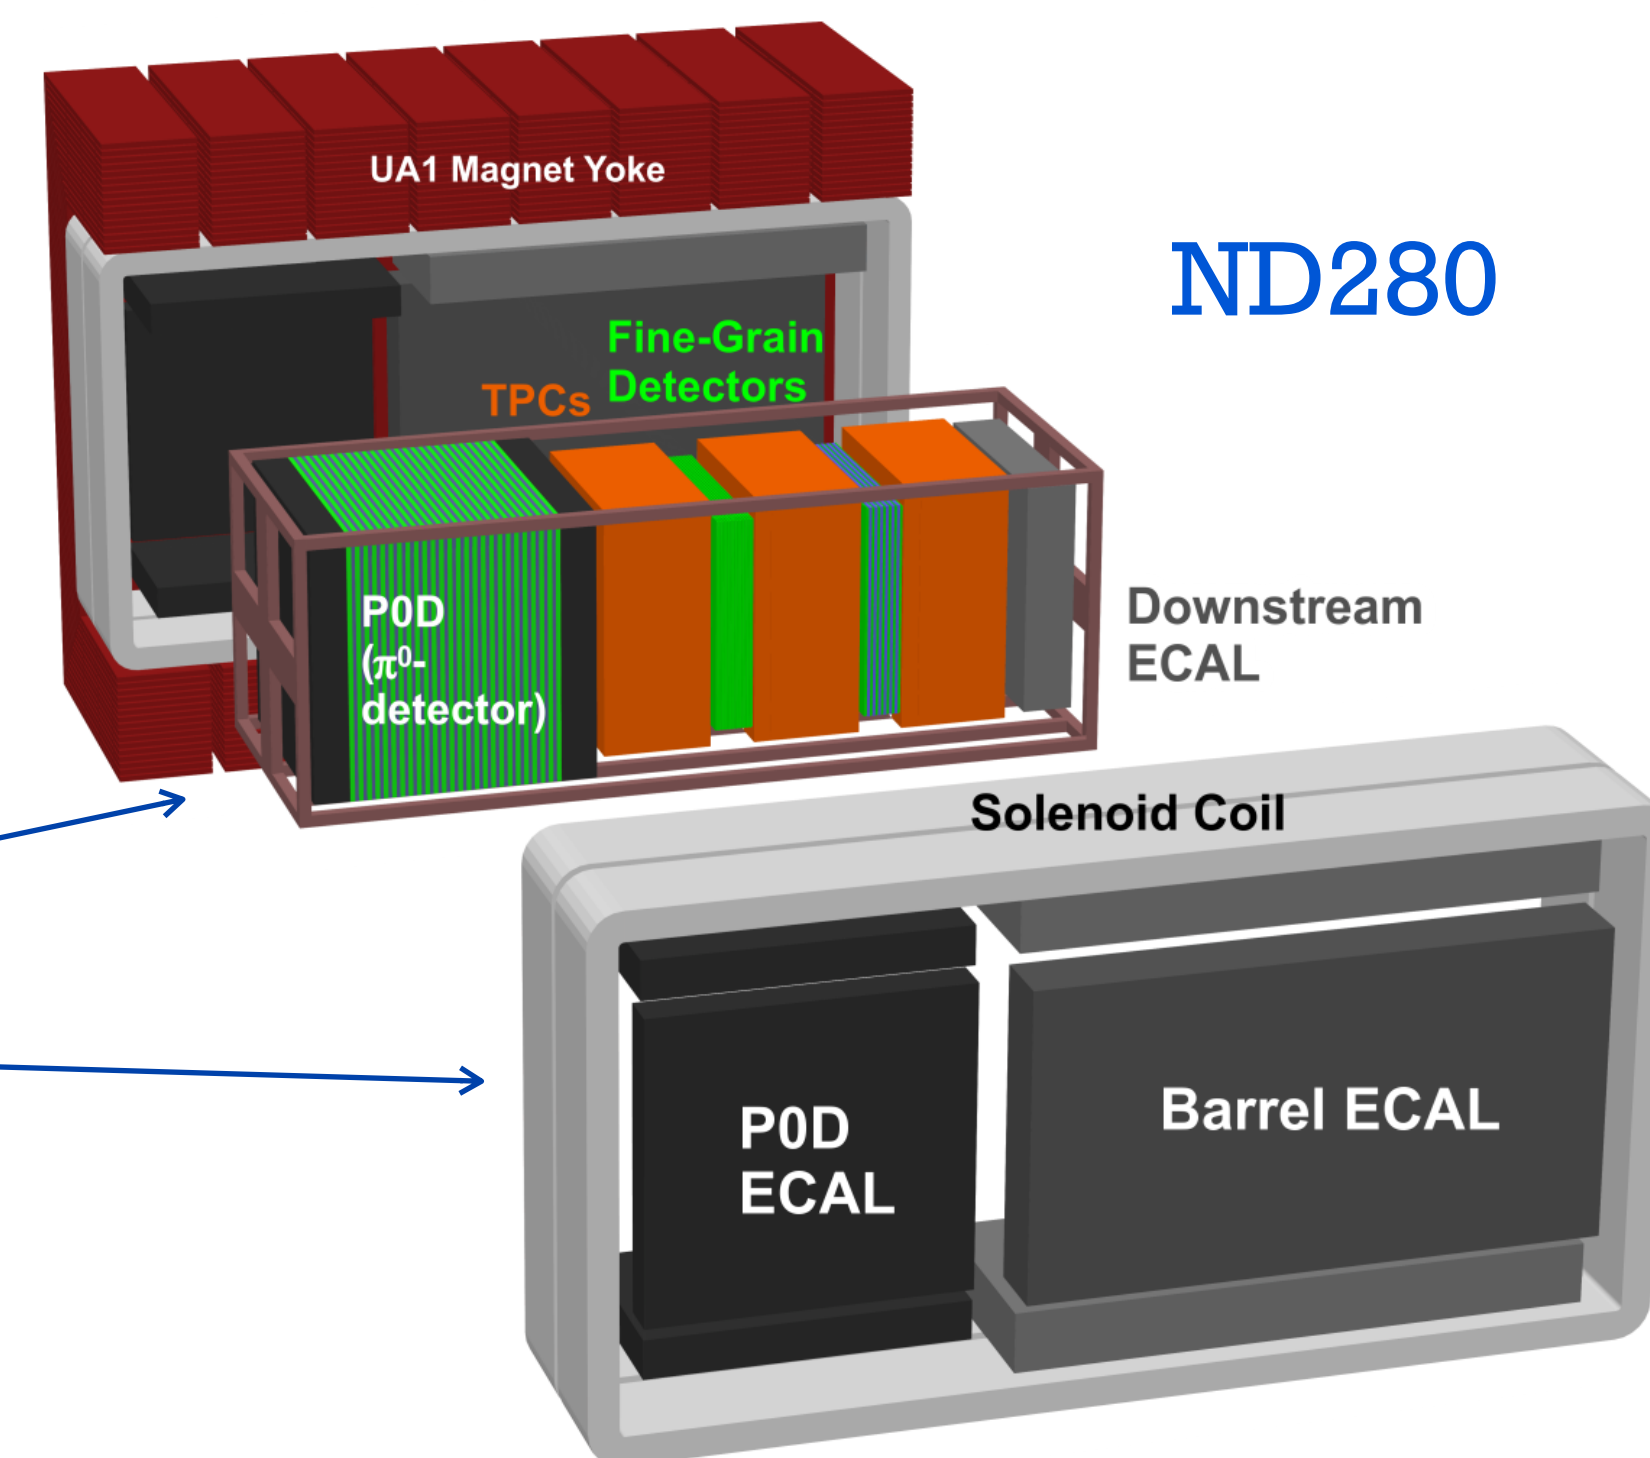 UA1 Magnet Yoke
ND280
Fine-Grain
Detectors
TPCs
P0D
(π⁰-
detector)
Downstream
ECAL
Solenoid Coil
P0D
ECAL
Barrel ECAL